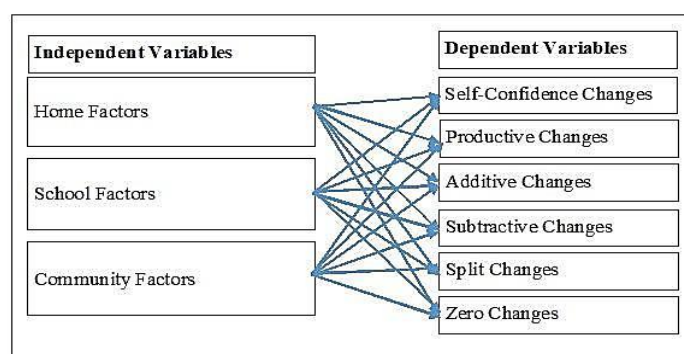 Independent Variables
Home Factors
School Factors
Community Factors
Dependent Variables
Self-Confidence Changes
Productive Changes
Additive Changes
Subtractive Changes
Split Changes
Zero Changes